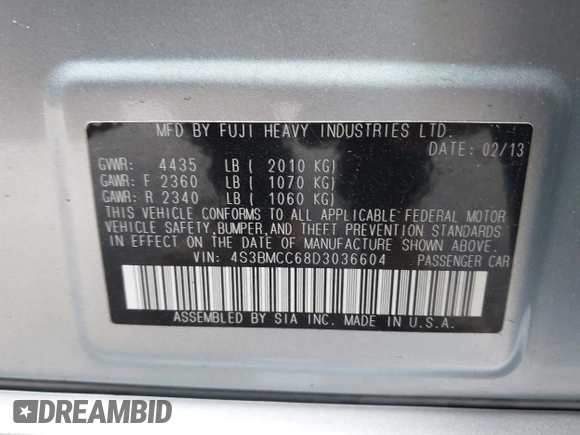 MFD BY FUJI HEAVY INDUSTRIES LTD.
DATE: 02/13
GVWR: 4435 LB ( 2010 KG)
GAWR: F 2360 LB ( 1070 KG)
GAWR: R 2340 LB ( 1060 KG)
THIS VEHICLE CONFORMS TO ALL APPLICABLE FEDERAL MOTOR
VEHICLE SAFETY,BUMPER,AND THEFT PREVENTION STANDARDS
IN EFFECT ON THE DATE OF MANUFACTURE SHOWN ABOVE.
VIN: 4S3BMCC68D3036604 PASSENGER CAR
ASSEMBLED BY SIA INC. MADE IN U.S.A.
DREAMBID